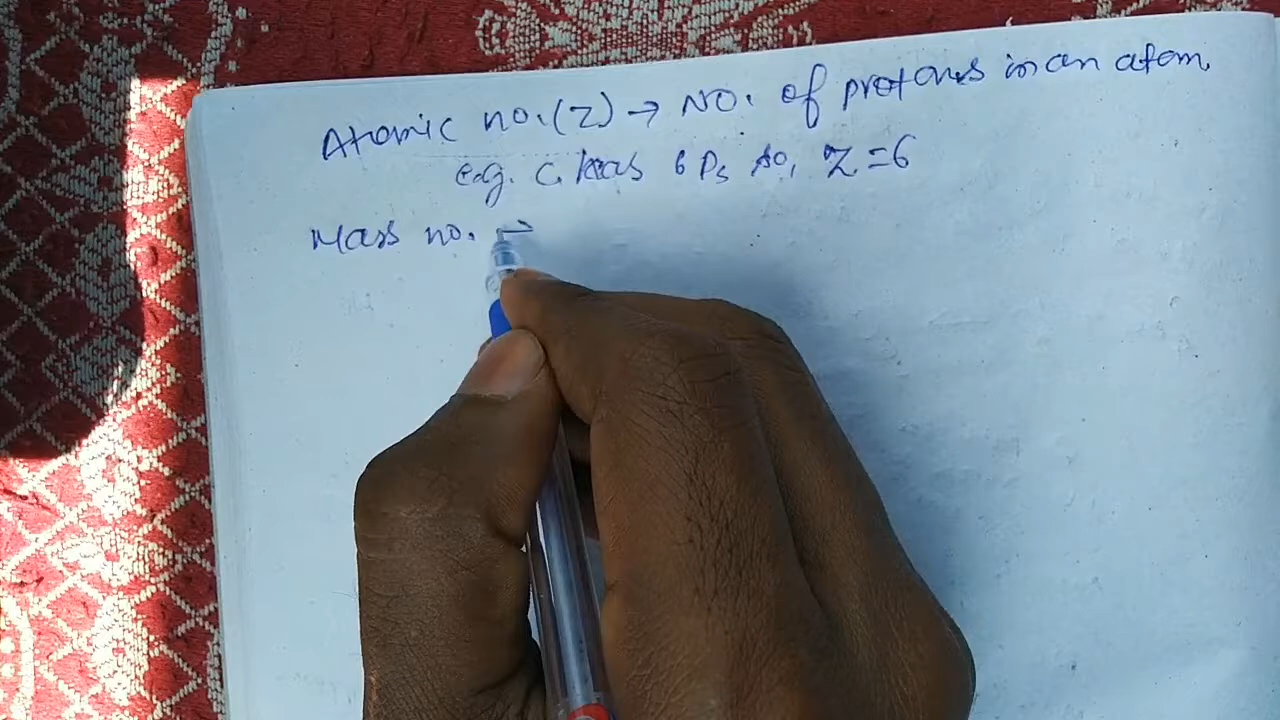 Atomic no.(Z) → NO. of protons in an atom.
e.g. C has 6 Ps so, Z=6
Mass no. =